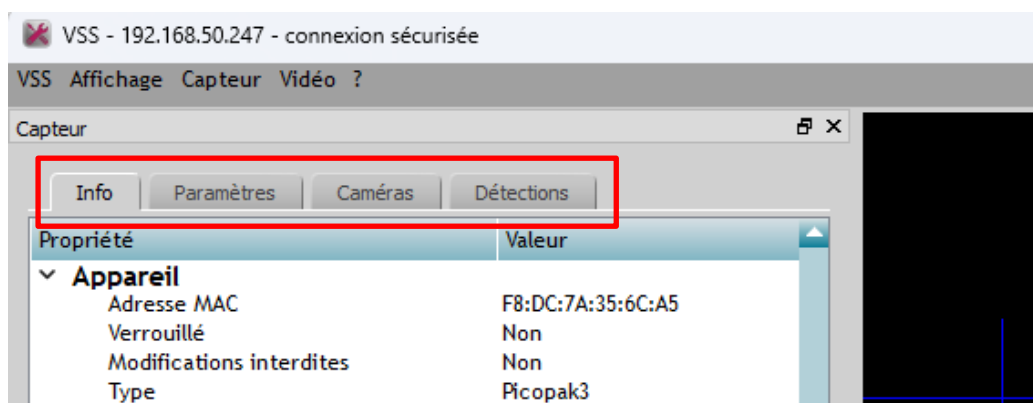 VSS - 192.168.50.247 - connexion sécurisée
VSS Affichage Capteur Vidéo ?
Capteur
Info Paramètres Caméras Détections
Propriété Valeur
Appareil
Adresse MAC F8:DC:7A:35:6C:A5
Verrouillé Non
Modifications interdites Non
Type Picopak3